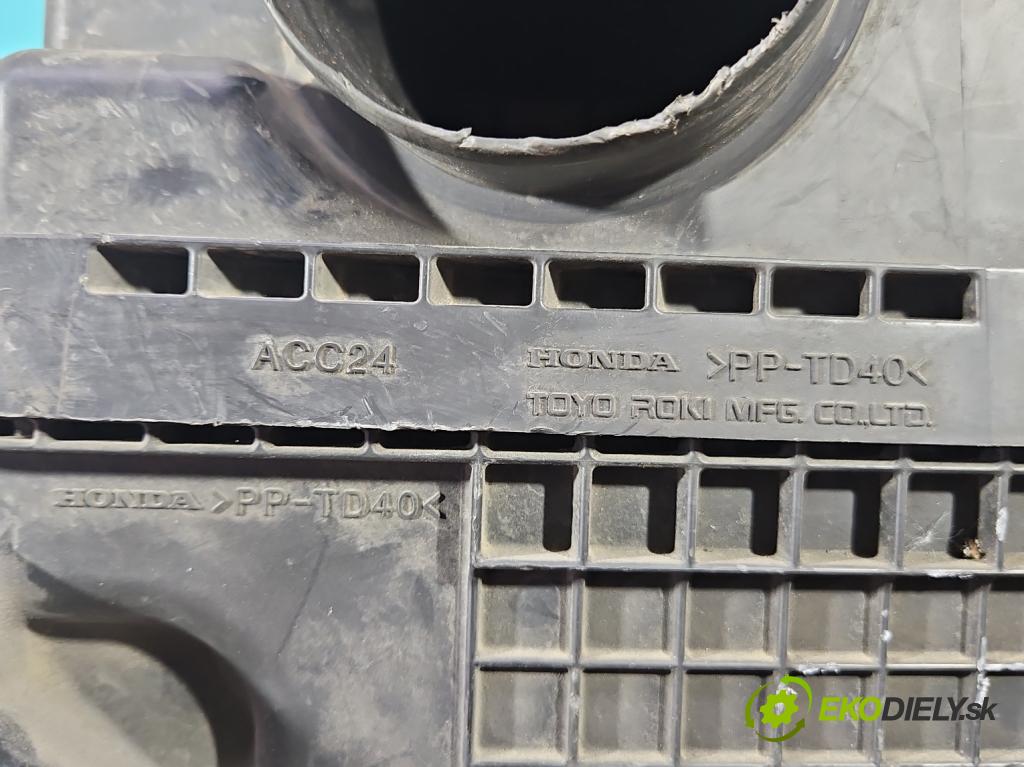 ACC24
HONDA >PP-TD40<
TOYO ROKI MFG. CO.,LTD.
HONDA >PP-TD40<
EKODIELY.sk